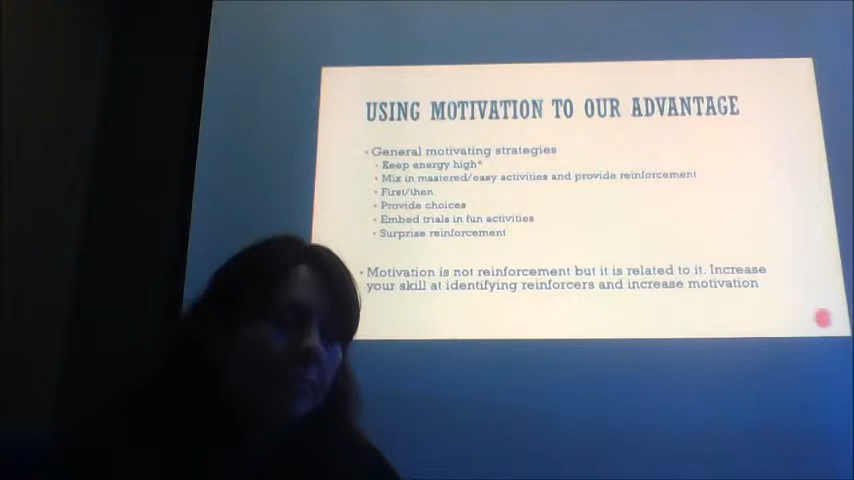 USING MOTIVATION TO OUR ADVANTAGE
• General motivating strategies
• Keep energy high*
• Mix in mastered/easy activities and provide reinforcement
• First/then
• Provide choices
• Embed trials in fun activities
• Surprise reinforcement
• Motivation is not reinforcement but it is related to it. Increase
your skill at identifying reinforcers and increase motivation